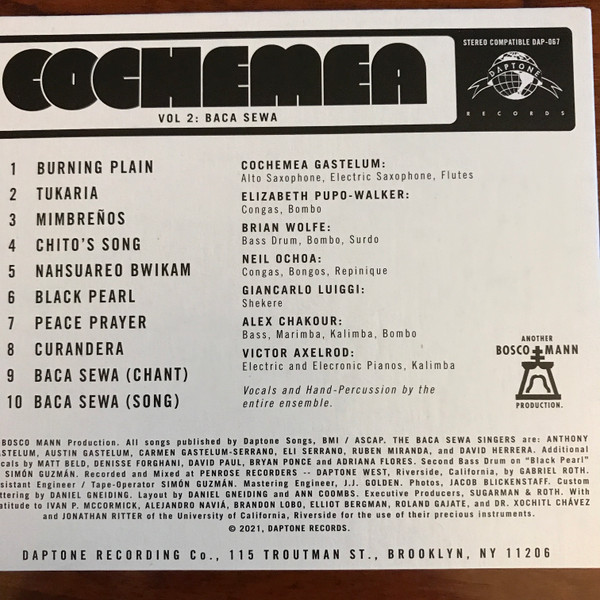 COCHEMEA
VOL 2: BACA SEWA
STEREO COMPATIBLE DAP-067
DAPTONE
RECORDS
1 BURNING PLAIN
2 TUKARIA
3 MIMBREÑOS
4 CHITO'S SONG
5 NAHSUAREO BWIKAM
6 BLACK PEARL
7 PEACE PRAYER
8 CURANDERA
9 BACA SEWA (CHANT)
10 BACA SEWA (SONG)
COCHEMEA GASTELUM:
Alto Saxophone, Electric Saxophone, Flutes
ELIZABETH PUPO-WALKER:
Congas, Bombo
BRIAN WOLFE:
Bass Drum, Bombo, Surdo
NEIL OCHOA:
Congas, Bongos, Repinique
GIANCARLO LUIGGI:
Shekere
ALEX CHAKOUR:
Bass, Marimba, Kalimba, Bombo
VICTOR AXELROD:
Electric and Elecronic Pianos, Kalimba
Vocals and Hand-Percussion by the
entire ensemble.
ANOTHER
BOSCO MANN
PRODUCTION.
BOSCO MANN Production. All songs published by Daptone Songs, BMI / ASCAP. THE BACA SEWA SINGERS are: ANTHONY
STELUM, AUSTIN GASTELUM, CARMEN GASTELUM-SERRANO, ELI SERRANO, RUBEN MIRANDA, and DAVID HERRERA. Additional
cals by MATT BELD, DENISSE FORGHANI, DAVID PAUL, BRYAN PONCE and ADRIANA FLORES. Second Bass Drum on "Black Pearl"
SIMÓN GUZMÁN. Recorded and Mixed at PENROSE RECORDERS -- DAPTONE WEST, Riverside, California, by GABRIEL ROTH.
sistant Engineer / Tape-Operator SIMÓN GUZMÁN. Mastering Engineer, J.J. GOLDEN. Photos, JACOB BLICKENSTAFF. Custom
ttering by DANIEL GNEIDING. Layout by DANIEL GNEIDING and ANN COOMBS. Executive Producers, SUGARMAN & ROTH. With
atitude to IVAN P. MCCORMICK, ALEJANDRO NAVIÁ, BRANDON LOBO, ELLIOT BERGMAN, ROLAND GAJATE, and DR. XOCHITL CHÁVEZ
and JONATHAN RITTER of the University of California, Riverside for the use of their precious instruments.
© 2021, DAPTONE RECORDS.
DAPTONE RECORDING Co., 115 TROUTMAN ST., BROOKLYN, NY 11206